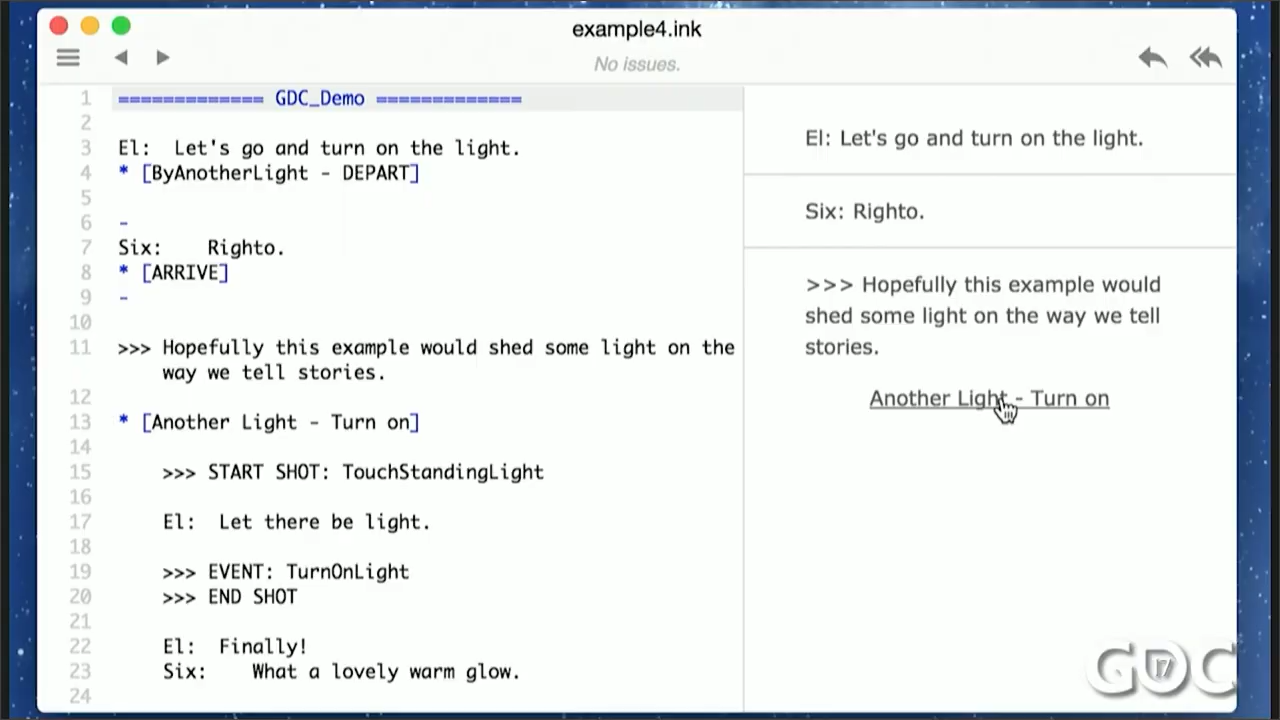 example4.ink
No issues.
1 ============= GDC_Demo =============
2
3 El:  Let's go and turn on the light.
4 * [ByAnotherLight - DEPART]
5
6 -
7 Six:    Righto.
8 * [ARRIVE]
9 -
10
11 >>> Hopefully this example would shed some light on the
way we tell stories.
12
13 * [Another Light - Turn on]
14
15 >>> START SHOT: TouchStandingLight
16
17 El:  Let there be light.
18
19 >>> EVENT: TurnOnLight
20 >>> END SHOT
21
22 El:  Finally!
23 Six:    What a lovely warm glow.
24
El: Let's go and turn on the light.
Six: Righto.
>>> Hopefully this example would
shed some light on the way we tell
stories.
Another Light - Turn on
GDC 17